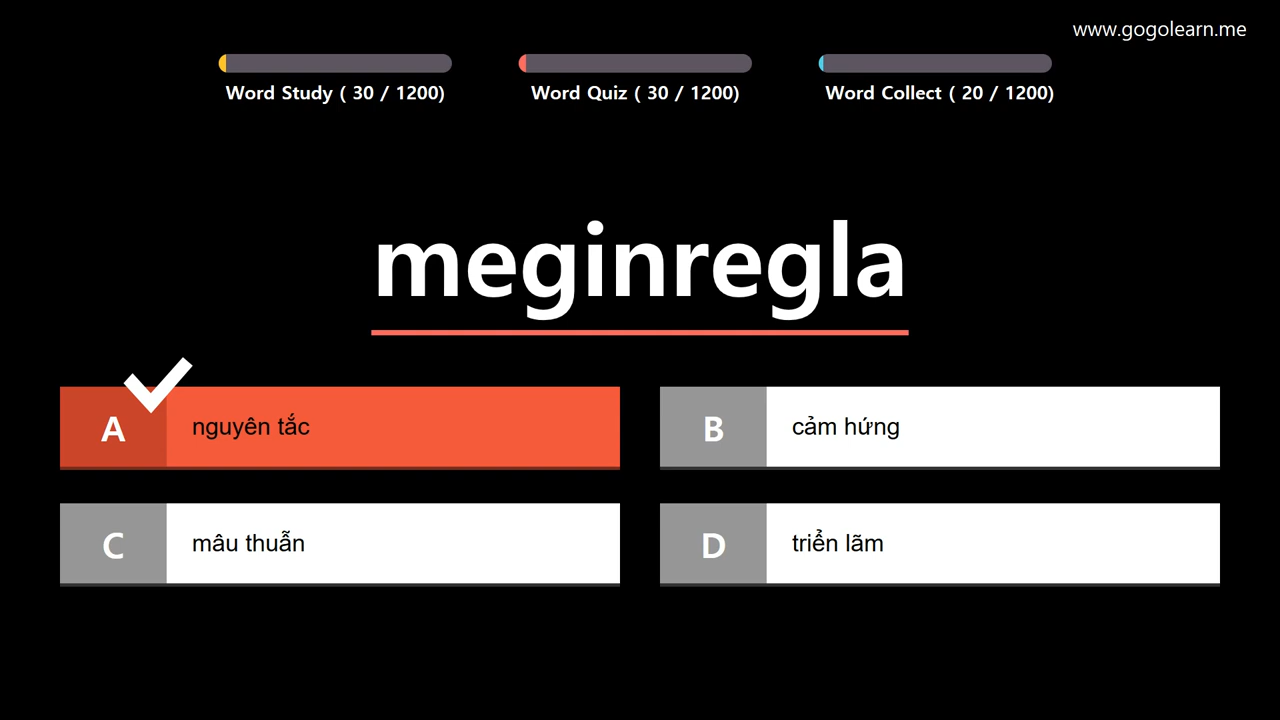 www.gogolearn.me
Word Study ( 30 / 1200)
Word Quiz ( 30 / 1200)
Word Collect ( 20 / 1200)
meginregla
A nguyên tắc
B cảm hứng
C mâu thuẫn
D triển lãm